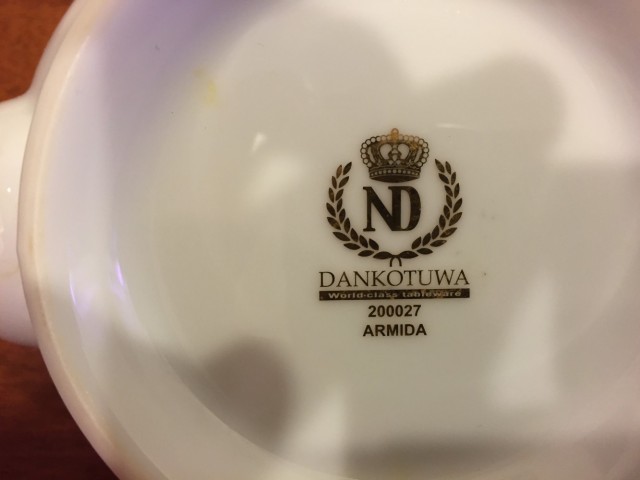 ND
DANKOTUWA
World-class tableware
200027
ARMIDA